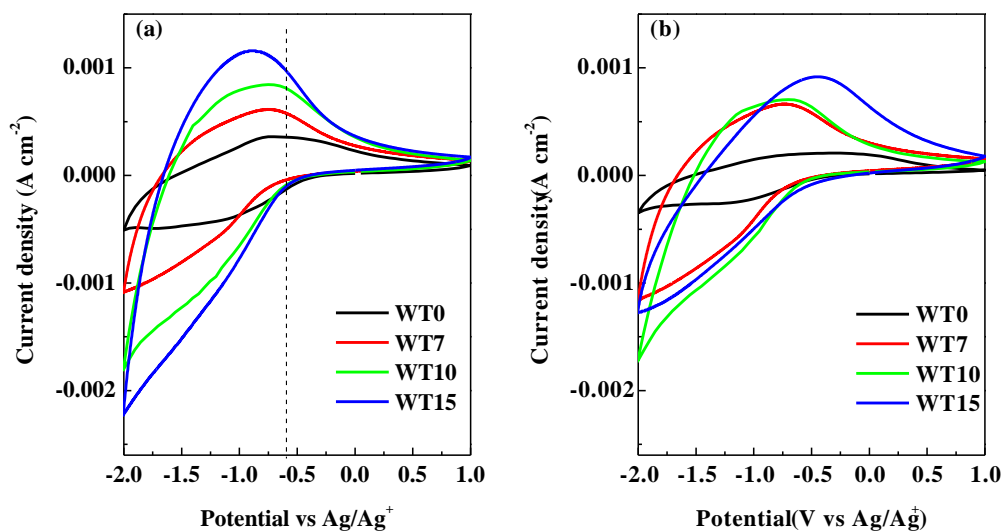 (a)
(b)
0.001
0.000
-0.001
-0.002
Current density (A cm-2)
WT0
WT7
WT10
WT15
-2.0 -1.5 -1.0 -0.5 0.0 0.5 1.0
Potential vs Ag/Ag+
0.001
0.000
-0.001
-0.002
Current density(A cm-2)
WT0
WT7
WT10
WT15
-2.0 -1.5 -1.0 -0.5 0.0 0.5 1.0
Potential(V vs Ag/Ag+)